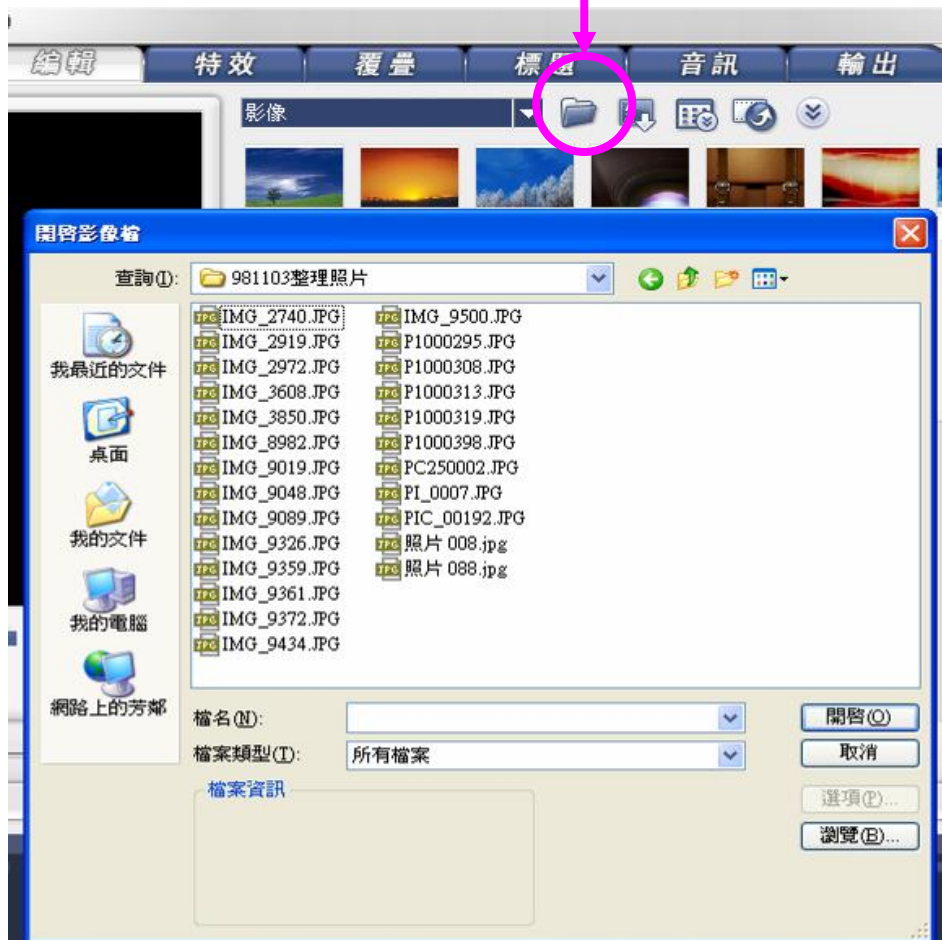 編輯 特效 覆疊 標題 音訊 輸出
影像
開啓影像檔
查詢(I): 981103整理照片
我最近的文件
桌面
我的文件
我的電腦
網路上的芳鄰
IMG_2740.JPG
IMG_2919.JPG
IMG_2972.JPG
IMG_3608.JPG
IMG_3850.JPG
IMG_8982.JPG
IMG_9019.JPG
IMG_9048.JPG
IMG_9089.JPG
IMG_9326.JPG
IMG_9359.JPG
IMG_9361.JPG
IMG_9372.JPG
IMG_9434.JPG
IMG_9500.JPG
P1000295.JPG
P1000308.JPG
P1000313.JPG
P1000319.JPG
P1000398.JPG
PC250002.JPG
PI_0007.JPG
PIC_00192.JPG
照片 008.jpg
照片 088.jpg
檔名(N):
開啓(O)
檔案類型(T): 所有檔案
取消
檔案資訊
選項(P)...
瀏覽(B)...